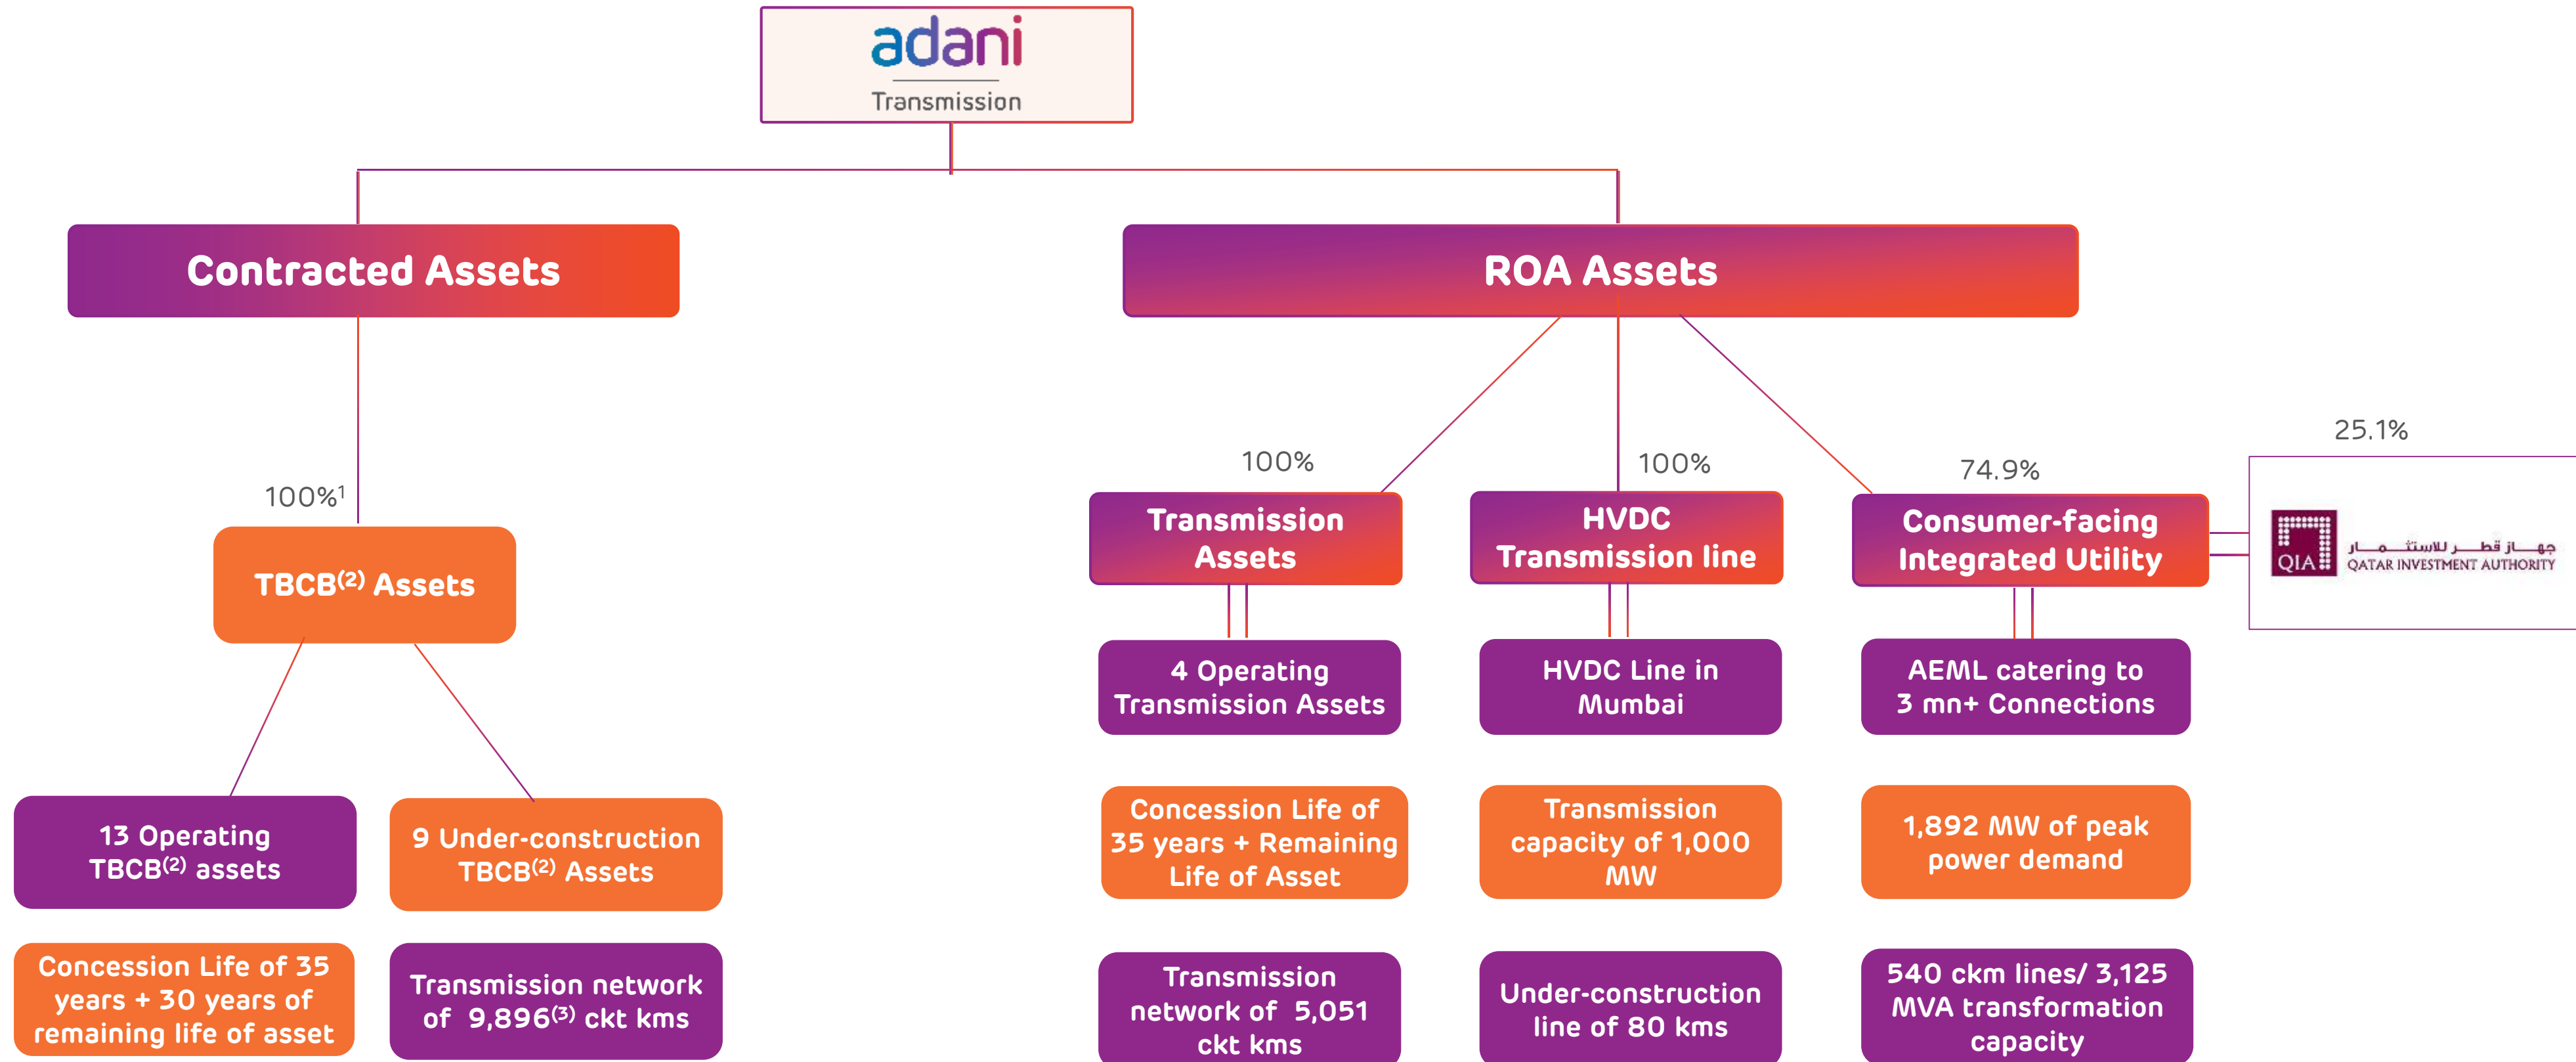 adani
Transmission
Contracted Assets
ROA Assets
100%¹
TBCB⁽²⁾ Assets
13 Operating
TBCB⁽²⁾ assets
9 Under-construction
TBCB⁽²⁾ Assets
Concession Life of 35
years + 30 years of
remaining life of asset
Transmission network
of 9,896⁽³⁾ ckt kms
100%
Transmission
Assets
4 Operating
Transmission Assets
Concession Life of
35 years + Remaining
Life of Asset
Transmission
network of 5,051
ckt kms
100%
HVDC
Transmission line
HVDC Line in
Mumbai
Transmission
capacity of 1,000
MW
Under-construction
line of 80 kms
74.9%
Consumer-facing
Integrated Utility
AEML catering to
3 mn+ Connections
1,892 MW of peak
power demand
540 ckm lines/ 3,125
MVA transformation
capacity
25.1%
QIA
جهاز قطر للاستثمار
QATAR INVESTMENT AUTHORITY